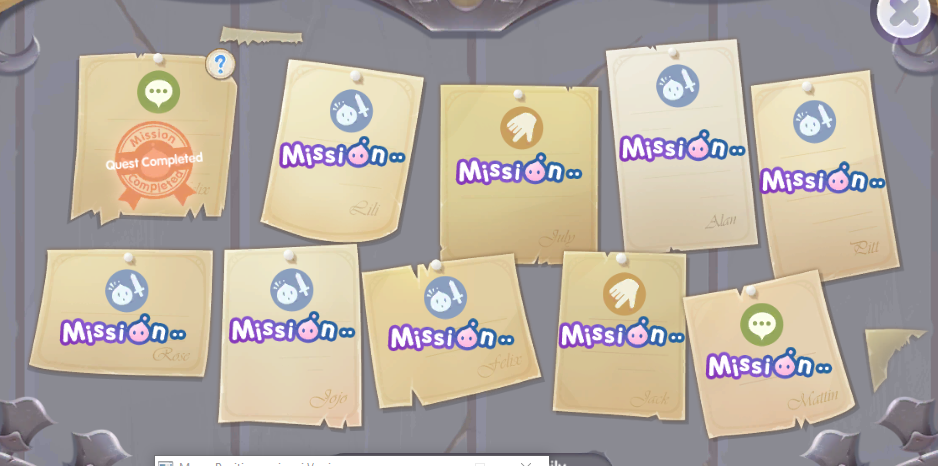 ?
Mission
Quest Completed
Completed
Mission..
Lili
Mission..
July
Mission..
Alan
Mission..
Pitt
Mission..
Rose
Mission..
Jojo
Mission..
Felix
Mission..
Jack
Mission..
Mattin